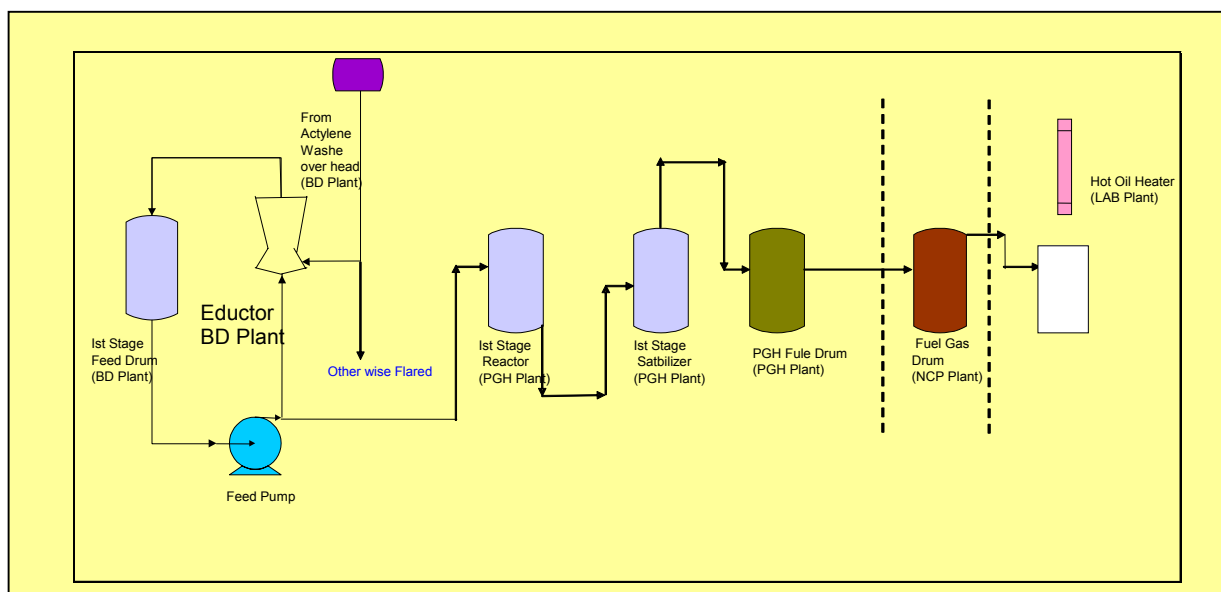 From
Actylene
Washe
over head
(BD Plant)
Hot Oil Heater
(LAB Plant)
Eductor
BD Plant
Ist Stage
Feed Drum
(BD Plant)
Other wise Flared
Ist Stage
Reactor
(PGH Plant)
Ist Stage
Satbilizer
(PGH Plant)
PGH Fule Drum
(PGH Plant)
Fuel Gas
Drum
(NCP Plant)
Feed Pump